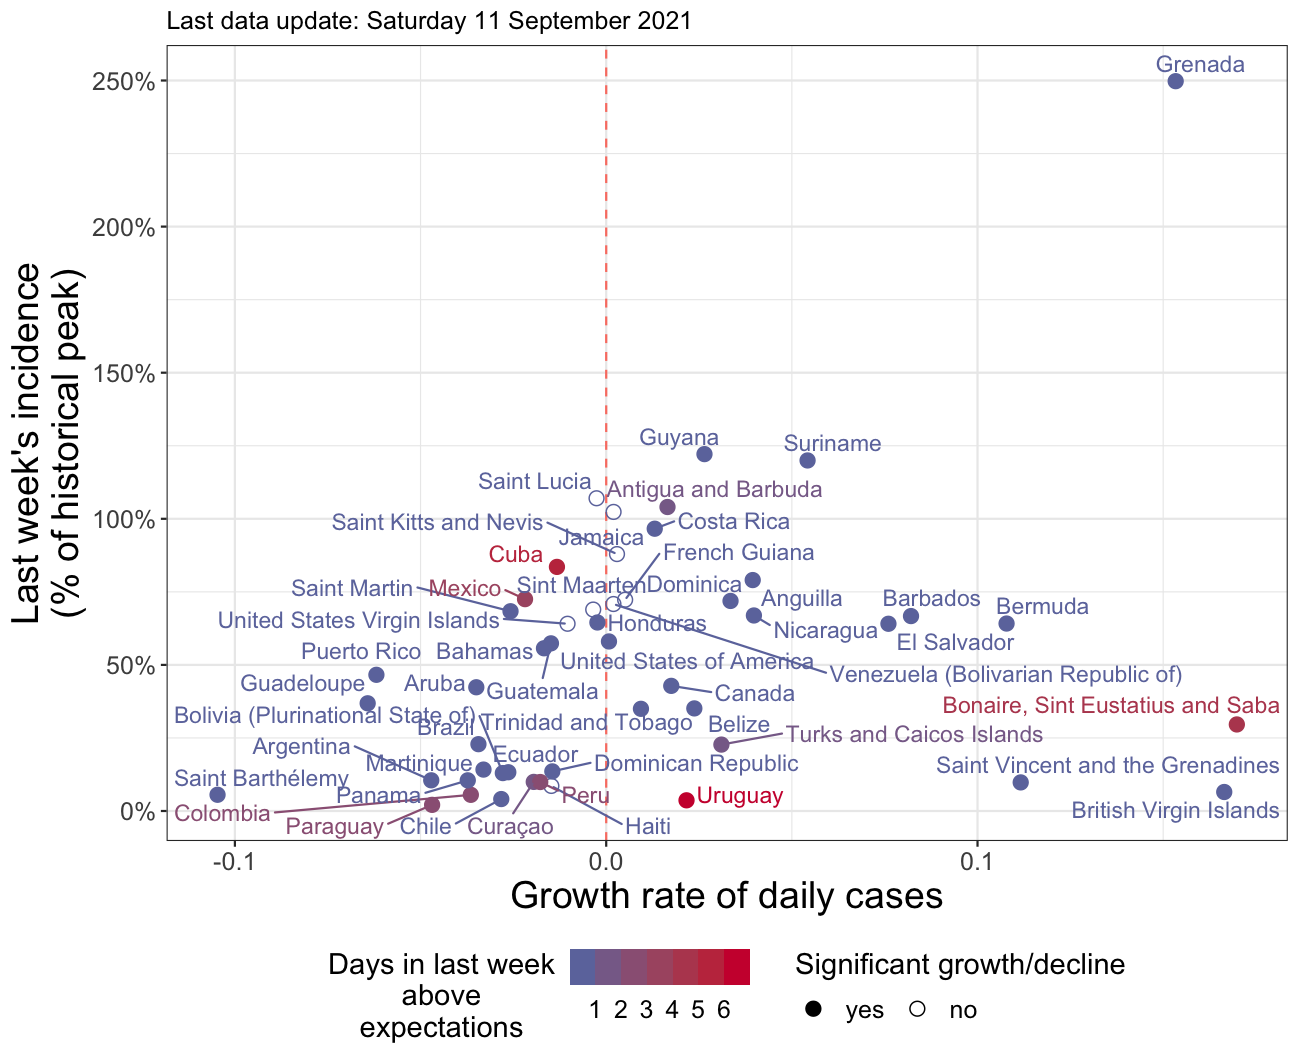 Last data update: Saturday 11 September 2021
Last week's incidence
(% of historical peak)
250%
200%
150%
100%
50%
0%
Grenada
Guyana
Suriname
Saint Lucia
Antigua and Barbuda
Saint Kitts and Nevis
Costa Rica
Jamaica
Cuba
French Guiana
Saint Martin
Mexico
Sint Maarten
Dominica
Anguilla
Barbados
Bermuda
United States Virgin Islands
Honduras
Nicaragua
El Salvador
Puerto Rico
Bahamas
United States of America
Venezuela (Bolivarian Republic of)
Guadeloupe
Aruba
Guatemala
Canada
Bonaire, Sint Eustatius and Saba
Bolivia (Plurinational State of)
Brazil
Trinidad and Tobago
Belize
Turks and Caicos Islands
Argentina
Martinique
Ecuador
Dominican Republic
Saint Vincent and the Grenadines
Saint Barthélemy
Panama
Peru
Uruguay
Colombia
Paraguay
Chile
Curaçao
Haiti
British Virgin Islands
-0.1
0.0
0.1
Growth rate of daily cases
Days in last week
above
expectations
1 2 3 4 5 6
Significant growth/decline
yes
no